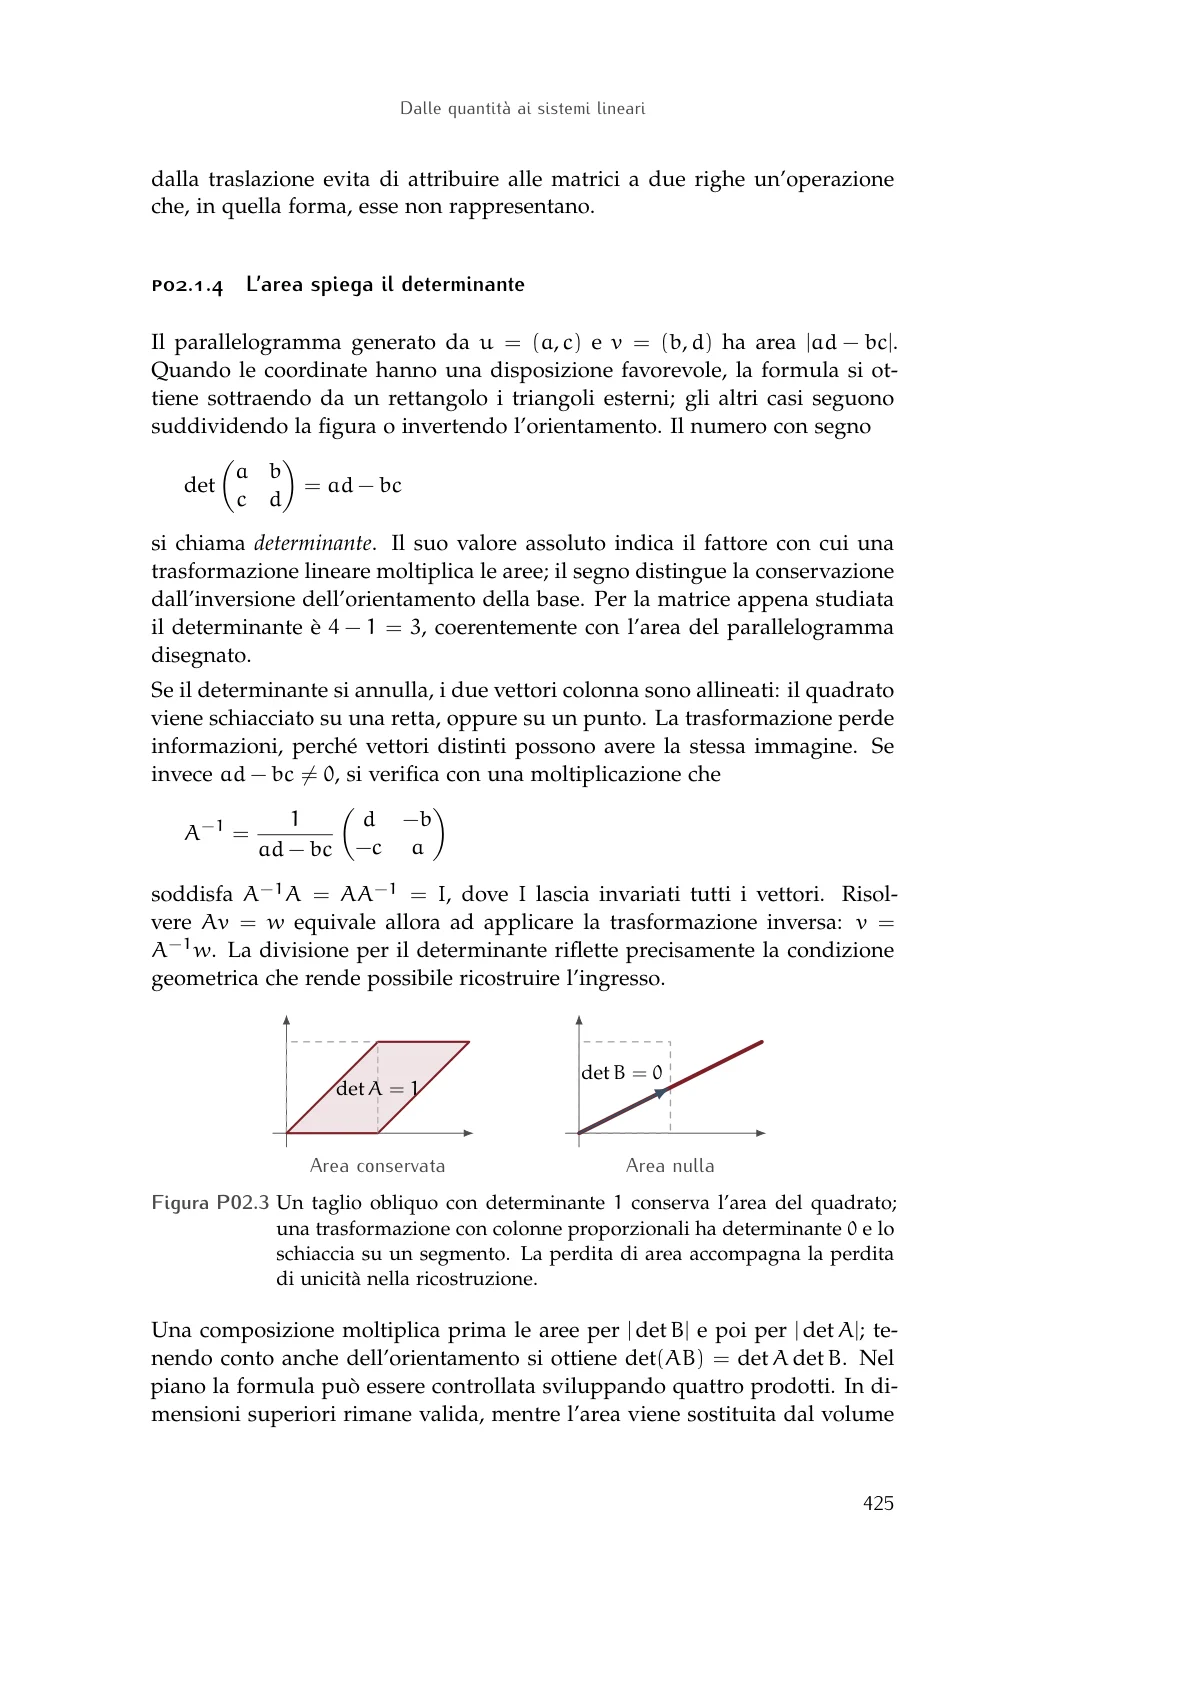 Dalle quantità ai sistemi lineari
dalla traslazione evita di attribuire alle matrici a due righe un'operazione
che, in quella forma, esse non rappresentano.
P02.1.4 L'area spiega il determinante
Il parallelogramma generato da u = (a, c) e v = (b, d) ha area |ad − bc|.
Quando le coordinate hanno una disposizione favorevole, la formula si ot-
tiene sottraendo da un rettangolo i triangoli esterni; gli altri casi seguono
suddividendo la figura o invertendo l'orientamento. Il numero con segno
det (a b
c d) = ad − bc
si chiama determinante. Il suo valore assoluto indica il fattore con cui una
trasformazione lineare moltiplica le aree; il segno distingue la conservazione
dall'inversione dell'orientamento della base. Per la matrice appena studiata
il determinante è 4 − 1 = 3, coerentemente con l'area del parallelogramma
disegnato.
Se il determinante si annulla, i due vettori colonna sono allineati: il quadrato
viene schiacciato su una retta, oppure su un punto. La trasformazione perde
informazioni, perché vettori distinti possono avere la stessa immagine. Se
invece ad − bc ≠ 0, si verifica con una moltiplicazione che
A⁻¹ = 1/(ad − bc) (d −b
−c a)
soddisfa A⁻¹A = AA⁻¹ = I, dove I lascia invariati tutti i vettori. Risol-
vere Av = w equivale allora ad applicare la trasformazione inversa: v =
A⁻¹w. La divisione per il determinante riflette precisamente la condizione
geometrica che rende possibile ricostruire l'ingresso.
det A = 1
det B = 0
Area conservata
Area nulla
Figura P02.3 Un taglio obliquo con determinante 1 conserva l'area del quadrato;
una trasformazione con colonne proporzionali ha determinante 0 e lo
schiaccia su un segmento. La perdita di area accompagna la perdita
di unicità nella ricostruzione.
Una composizione moltiplica prima le aree per |det B| e poi per |det A|; te-
nendo conto anche dell'orientamento si ottiene det(AB) = det A det B. Nel
piano la formula può essere controllata sviluppando quattro prodotti. In di-
mensioni superiori rimane valida, mentre l'area viene sostituita dal volume
425